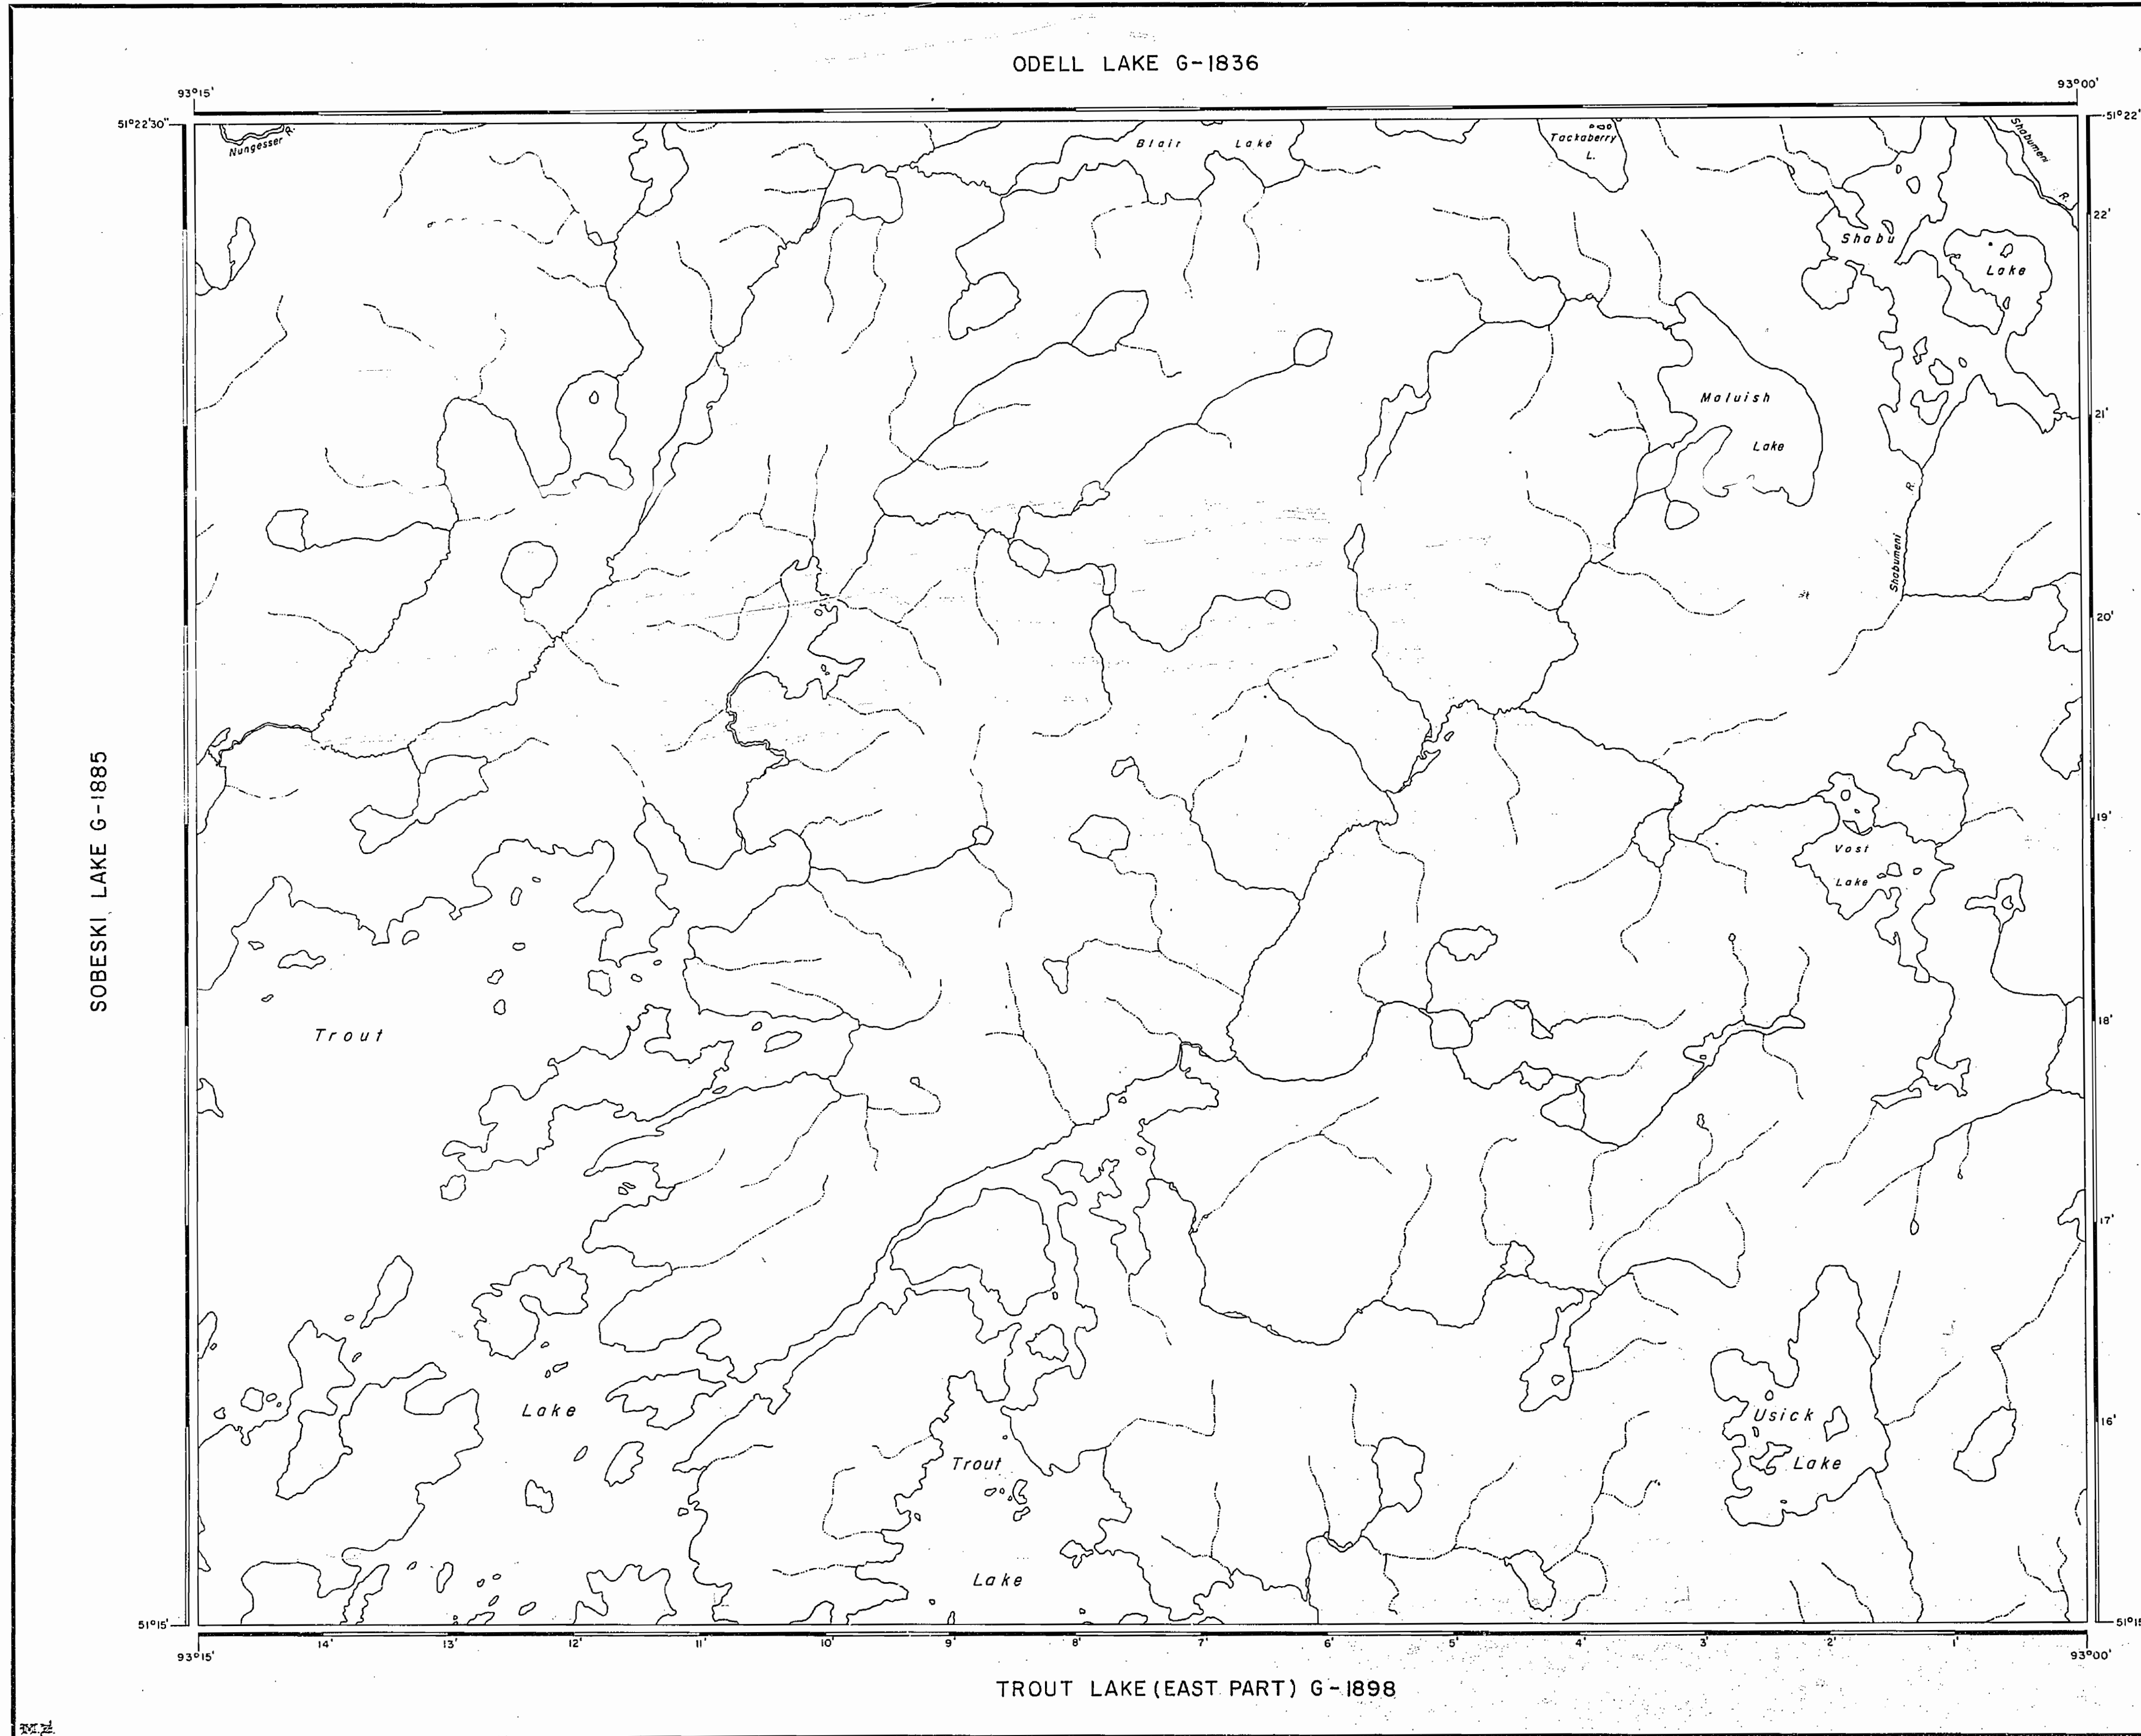 ODELL LAKE G-1836
93°15'
93°00'
51°22'30"
51°22'
Nungesser R.
Blair Lake
Tackaberry
L.
Shabumeni R.
22'
Shabu
Lake
Maluish
Lake
21'
Shabumeni R.
20'
SOBESKI LAKE G-1885
19'
Vast
Lake
18'
Trout
17'
Lake
Usick
Lake
16'
Trout
Lake
51°15'
51°15
14' 13' 12' 11' 10' 9' 8' 7' 6' 5' 4' 3' 2' 1'
93°15'
93°00'
TROUT LAKE (EAST PART) G-1898